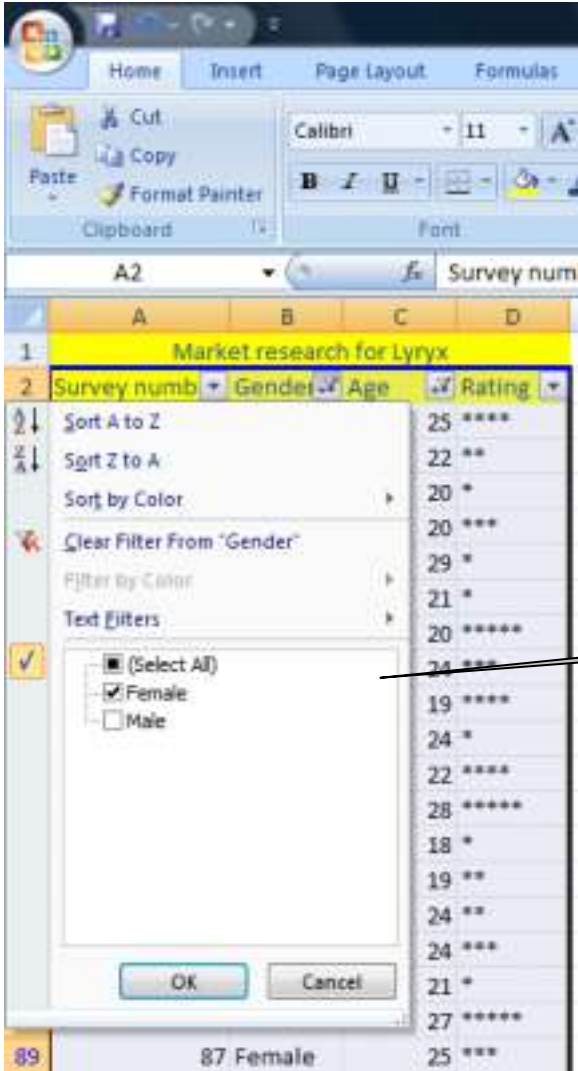 Home Insert Page Layout Formulas
Cut
Copy
Paste
Format Painter
Clipboard Font
Calibri 11 A
B I U
A2 fx Survey num
A B C D
1 Market research for Lyryx
2 Survey numb Gender Age Rating
Sort A to Z 25 ****
Sort Z to A 22 **
Sort by Color 20 *
20 ***
Clear Filter From "Gender"
29 *
Filter by Color
21 *
Text Filters
20 *****
(Select All) 24 ***
Female
19 ****
Male
24 *
22 ****
28 *****
18 *
19 **
24 **
24 ***
OK Cancel 21 *
27 *****
89 87 Female 25 ***